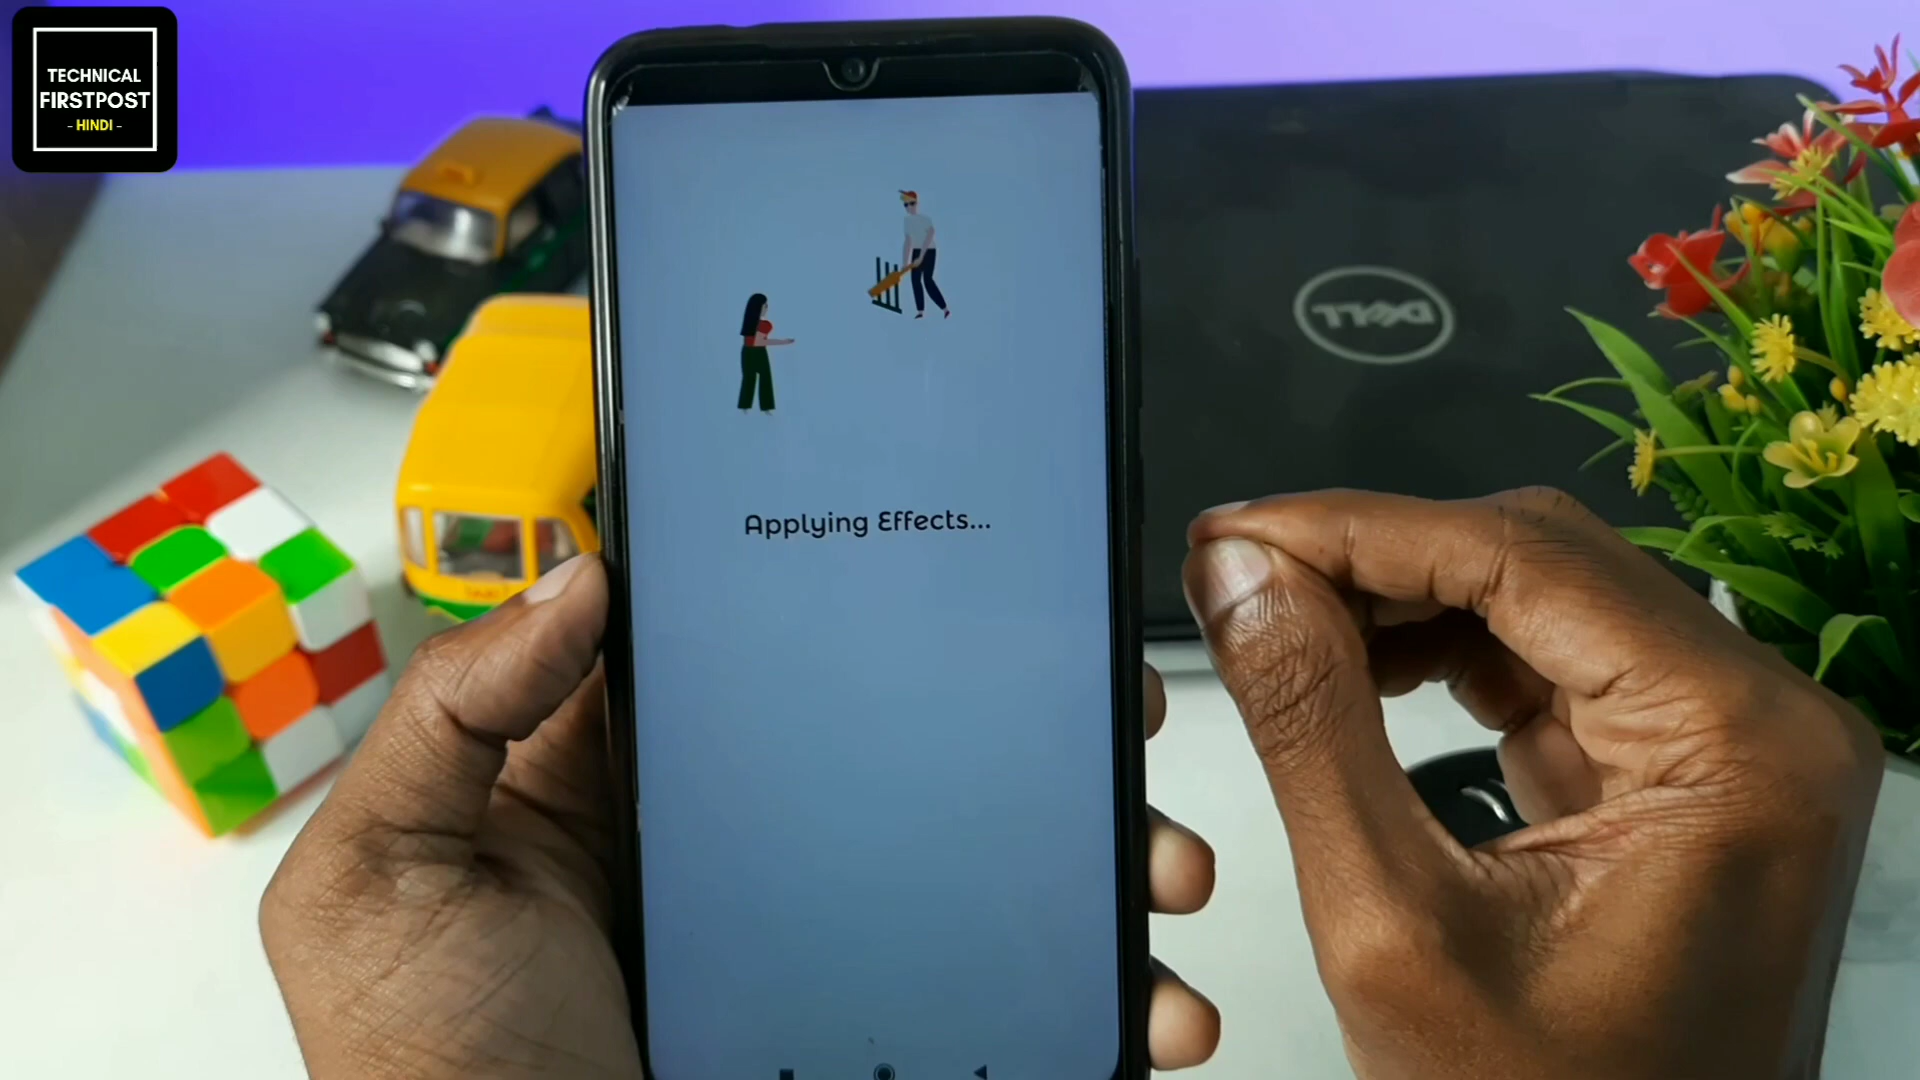 TECHNICAL
FIRSTPOST
- HINDI -
Applying Effects...
DELL